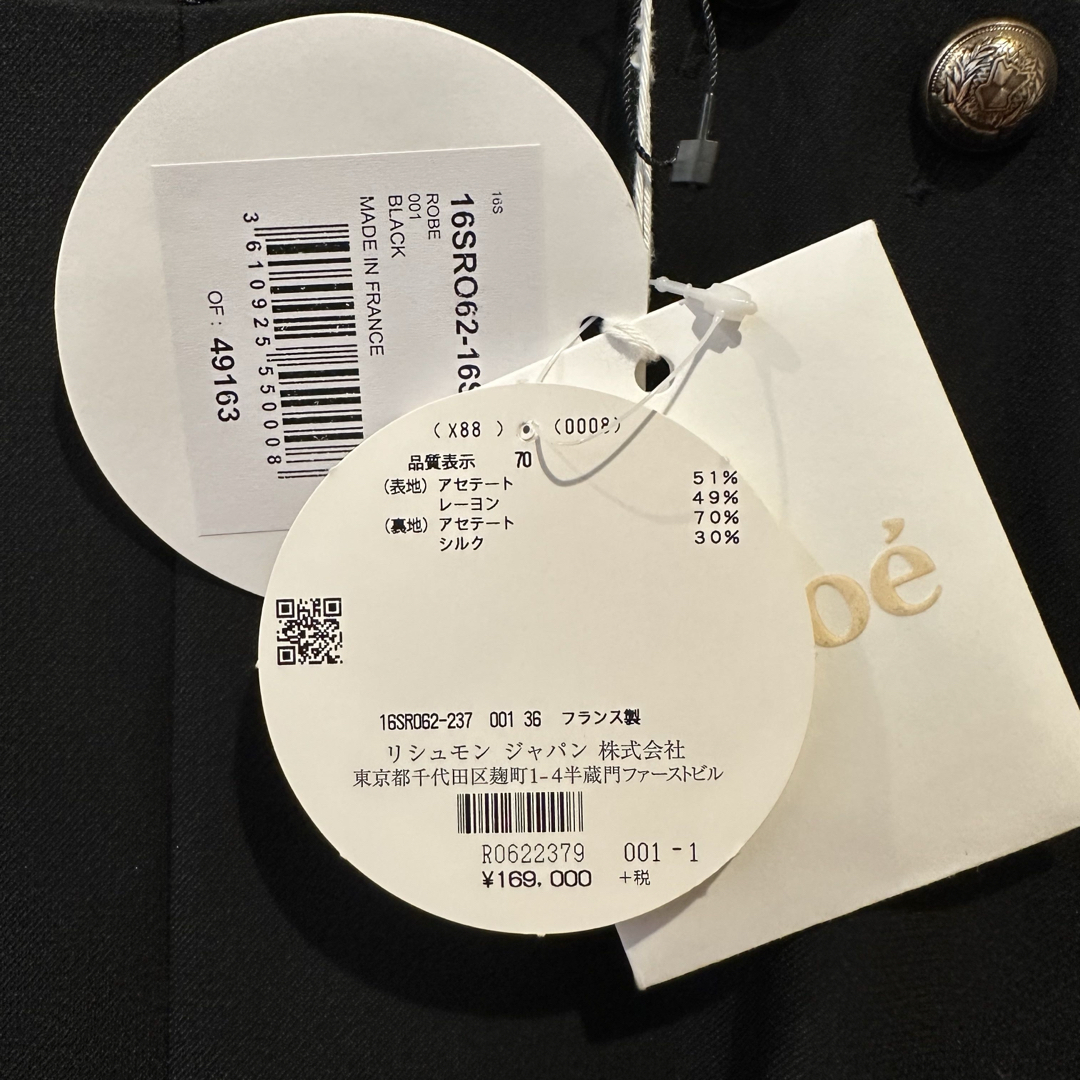 16S
16SRO62-16S
ROBE
001
BLACK
MADE IN FRANCE
3 610925 550008
OF: 49163
(X88) (0008)
品質表示 70
(表地) アセテート 51%
レーヨン 49%
(裏地) アセテート 70%
シルク 30%
16SRO62-237 001 36 フランス製
リシュモン ジャパン 株式会社
東京都千代田区麹町1-4半蔵門ファーストビル
R0622379 001-1
¥169,000 +税
oé